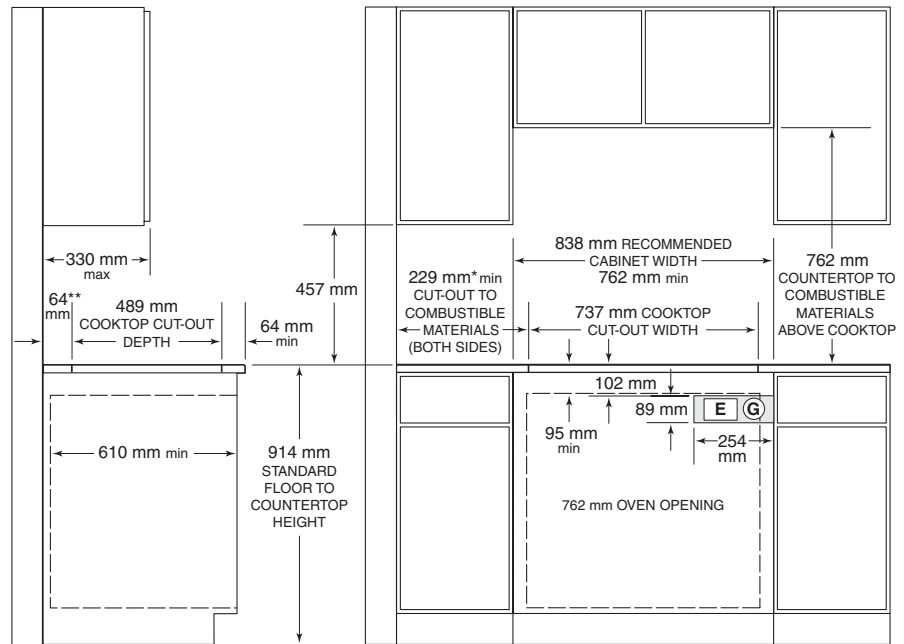 330 mm
max
64**
mm
489 mm
COOKTOP CUT-OUT
DEPTH
64 mm
min
610 mm min
457 mm
914 mm
STANDARD
FLOOR TO
COUNTERTOP
HEIGHT
229 mm* min
CUT-OUT TO
COMBUSTIBLE
MATERIALS
(BOTH SIDES)
838 mm RECOMMENDED
CABINET WIDTH
762 mm min
737 mm COOKTOP
CUT-OUT WIDTH
762 mm
COUNTERTOP TO
COMBUSTIBLE
MATERIALS
ABOVE COOKTOP
102 mm
89 mm
E
G
95 mm
min
254
mm
762 mm OVEN OPENING